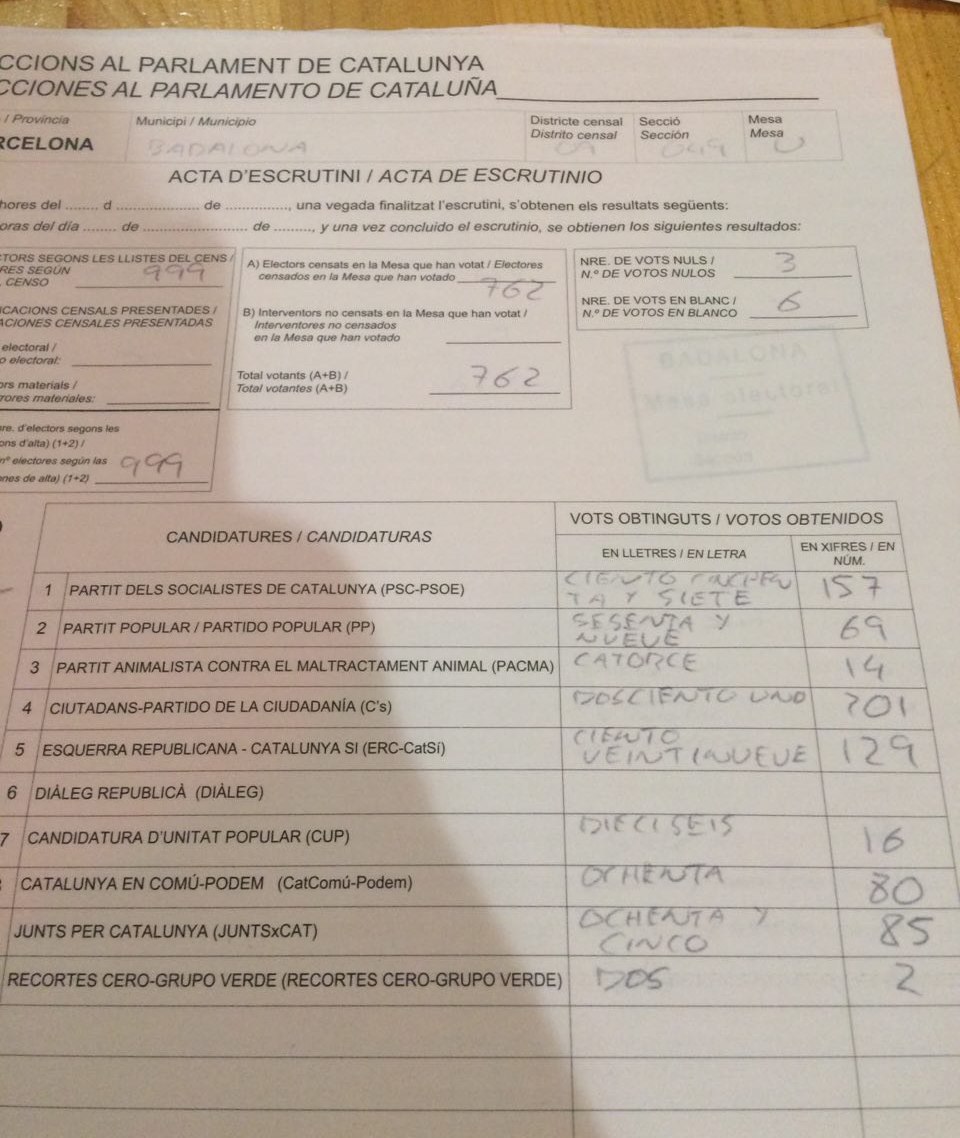 CCIONS AL PARLAMENT DE CATALUNYA
CCIONES AL PARLAMENTO DE CATALUÑA
/ Província
RCELONA
Municipi / Municipio
BADALONA
Districte censal
Distrito censal
09
Secció
Sección
049
Mesa
Mesa
U
ACTA D'ESCRUTINI / ACTA DE ESCRUTINIO
hores del ........ d .................... de ..............., una vegada finalitzat l'escrutini, s'obtenen els resultats següents:
oras del día ........ de .......................... de .........., y una vez concluido el escrutinio, se obtienen los siguientes resultados:
CTORS SEGONS LES LLISTES DEL CENS /
RES SEGÚN
CENSO 999
ICACIONS CENSALS PRESENTADES /
ACIONES CENSALES PRESENTADAS
electoral /
o electoral:
ors materials /
rores materiales:
re. d'electors segons les
ons d'alta) (1+2) /
nº electores según las
ones de alta) (1+2) 999
A) Electors censats en la Mesa que han votat / Electores
censados en la Mesa que han votado 762
B) Interventors no censats en la Mesa que han votat /
Interventores no censados
en la Mesa que han votado
Total votants (A+B) /
Total votantes (A+B) 762
NRE. DE VOTS NULS /
N.º DE VOTOS NULOS 3
NRE. DE VOTS EN BLANC /
N.º DE VOTOS EN BLANCO 6
BADALONA
Mesa electoral
CANDIDATURES / CANDIDATURAS
VOTS OBTINGUTS / VOTOS OBTENIDOS
EN LLETRES / EN LETRA
EN XIFRES / EN
NÚM.
1 PARTIT DELS SOCIALISTES DE CATALUNYA (PSC-PSOE)
CIENTO CINCUEN
TA Y SIETE
157
2 PARTIT POPULAR / PARTIDO POPULAR (PP)
SESENTA Y
NUEVE
69
3 PARTIT ANIMALISTA CONTRA EL MALTRACTAMENT ANIMAL (PACMA) CATORCE 14
4 CIUTADANS-PARTIDO DE LA CIUDADANÍA (C's) DOSCIENTO UNO 201
5 ESQUERRA REPUBLICANA - CATALUNYA SI (ERC-CatSí)
CIENTO
VEINTINUEVE
129
6 DIÀLEG REPUBLICÀ (DIÀLEG)
7 CANDIDATURA D'UNITAT POPULAR (CUP) DIECISEIS 16
CATALUNYA EN COMÚ-PODEM (CatComú-Podem) OCHENTA 80
JUNTS PER CATALUNYA (JUNTSxCAT)
OCHENTA Y
CINCO
85
RECORTES CERO-GRUPO VERDE (RECORTES CERO-GRUPO VERDE) DOS 2